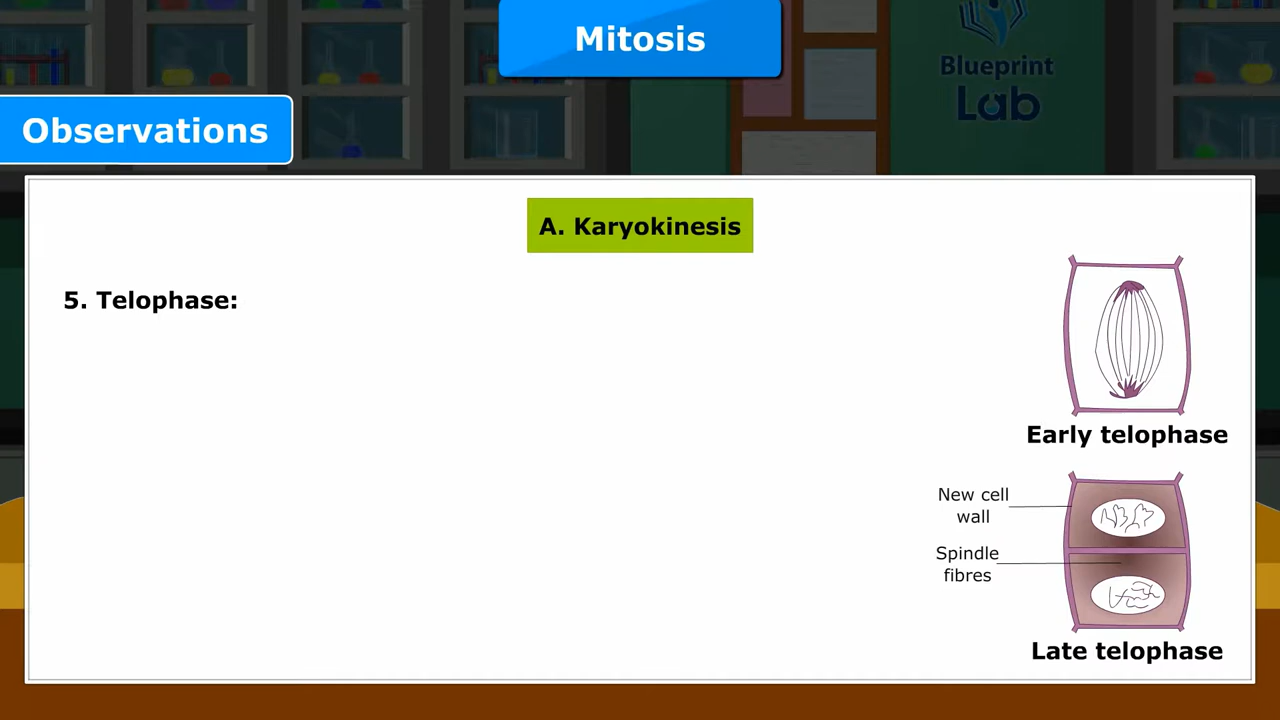 Mitosis
Blueprint
Lab
Observations
A. Karyokinesis
5. Telophase:
Early telophase
New cell
wall
Spindle
fibres
Late telophase